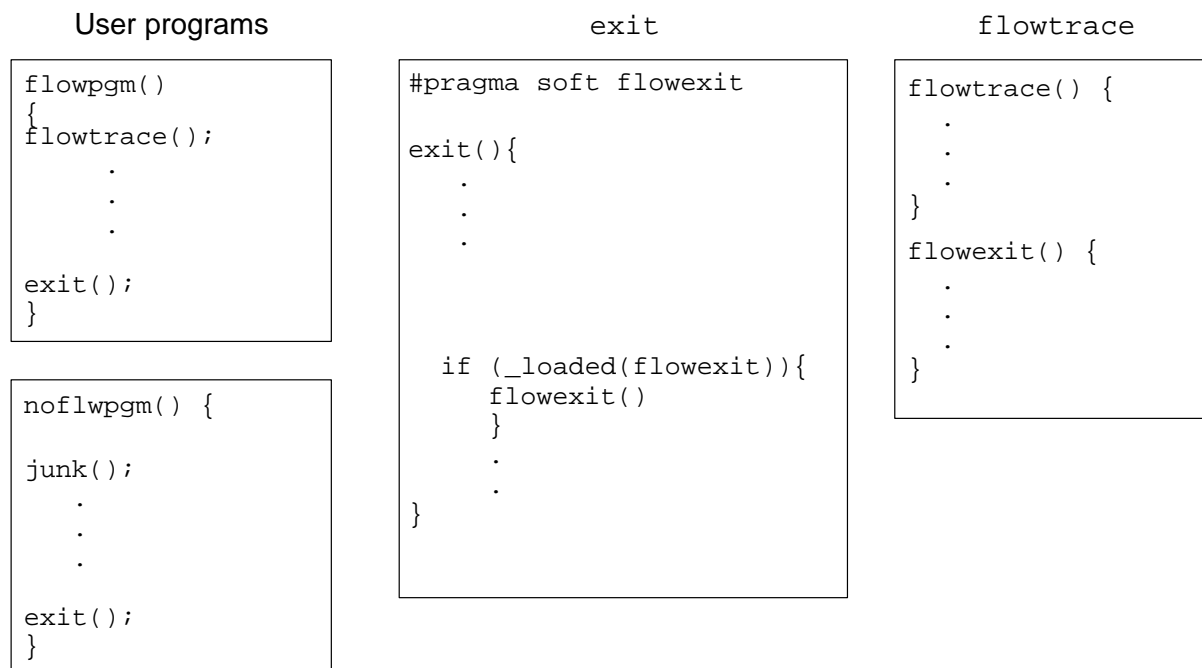 User programs
flowpgm()
{
flowtrace();
.
.
.
exit();
}
noflwpgm() {
junk();
.
.
.
exit();
}
exit
#pragma soft flowexit
exit(){
.
.
.
if (_loaded(flowexit)){
flowexit()
}
.
.
}
flowtrace
flowtrace() {
.
.
.
}
flowexit() {
.
.
.
}